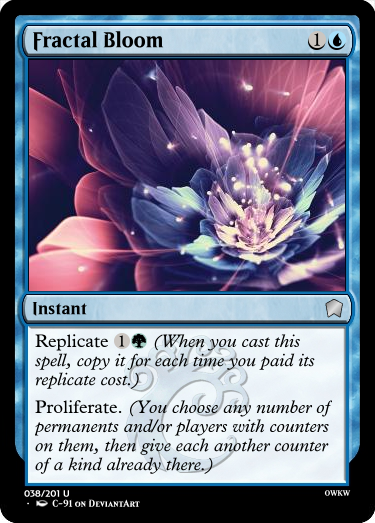 Fractal Bloom 1
Instant
Replicate 1 (When you cast this
spell, copy it for each time you paid its
replicate cost.)
Proliferate. (You choose any number of
permanents and/or players with counters
on them, then give each another counter
of a kind already there.)
038/201 U OWKW
· C-91 ON DEVIANTART